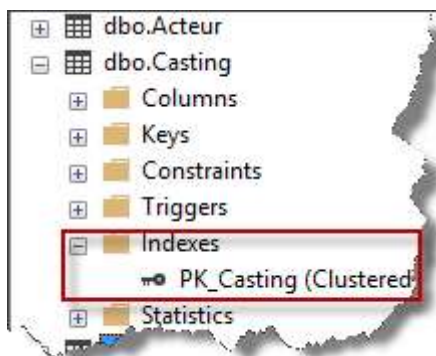 dbo.Acteur
dbo.Casting
Columns
Keys
Constraints
Triggers
Indexes
PK_Casting (Clustered
Statistics